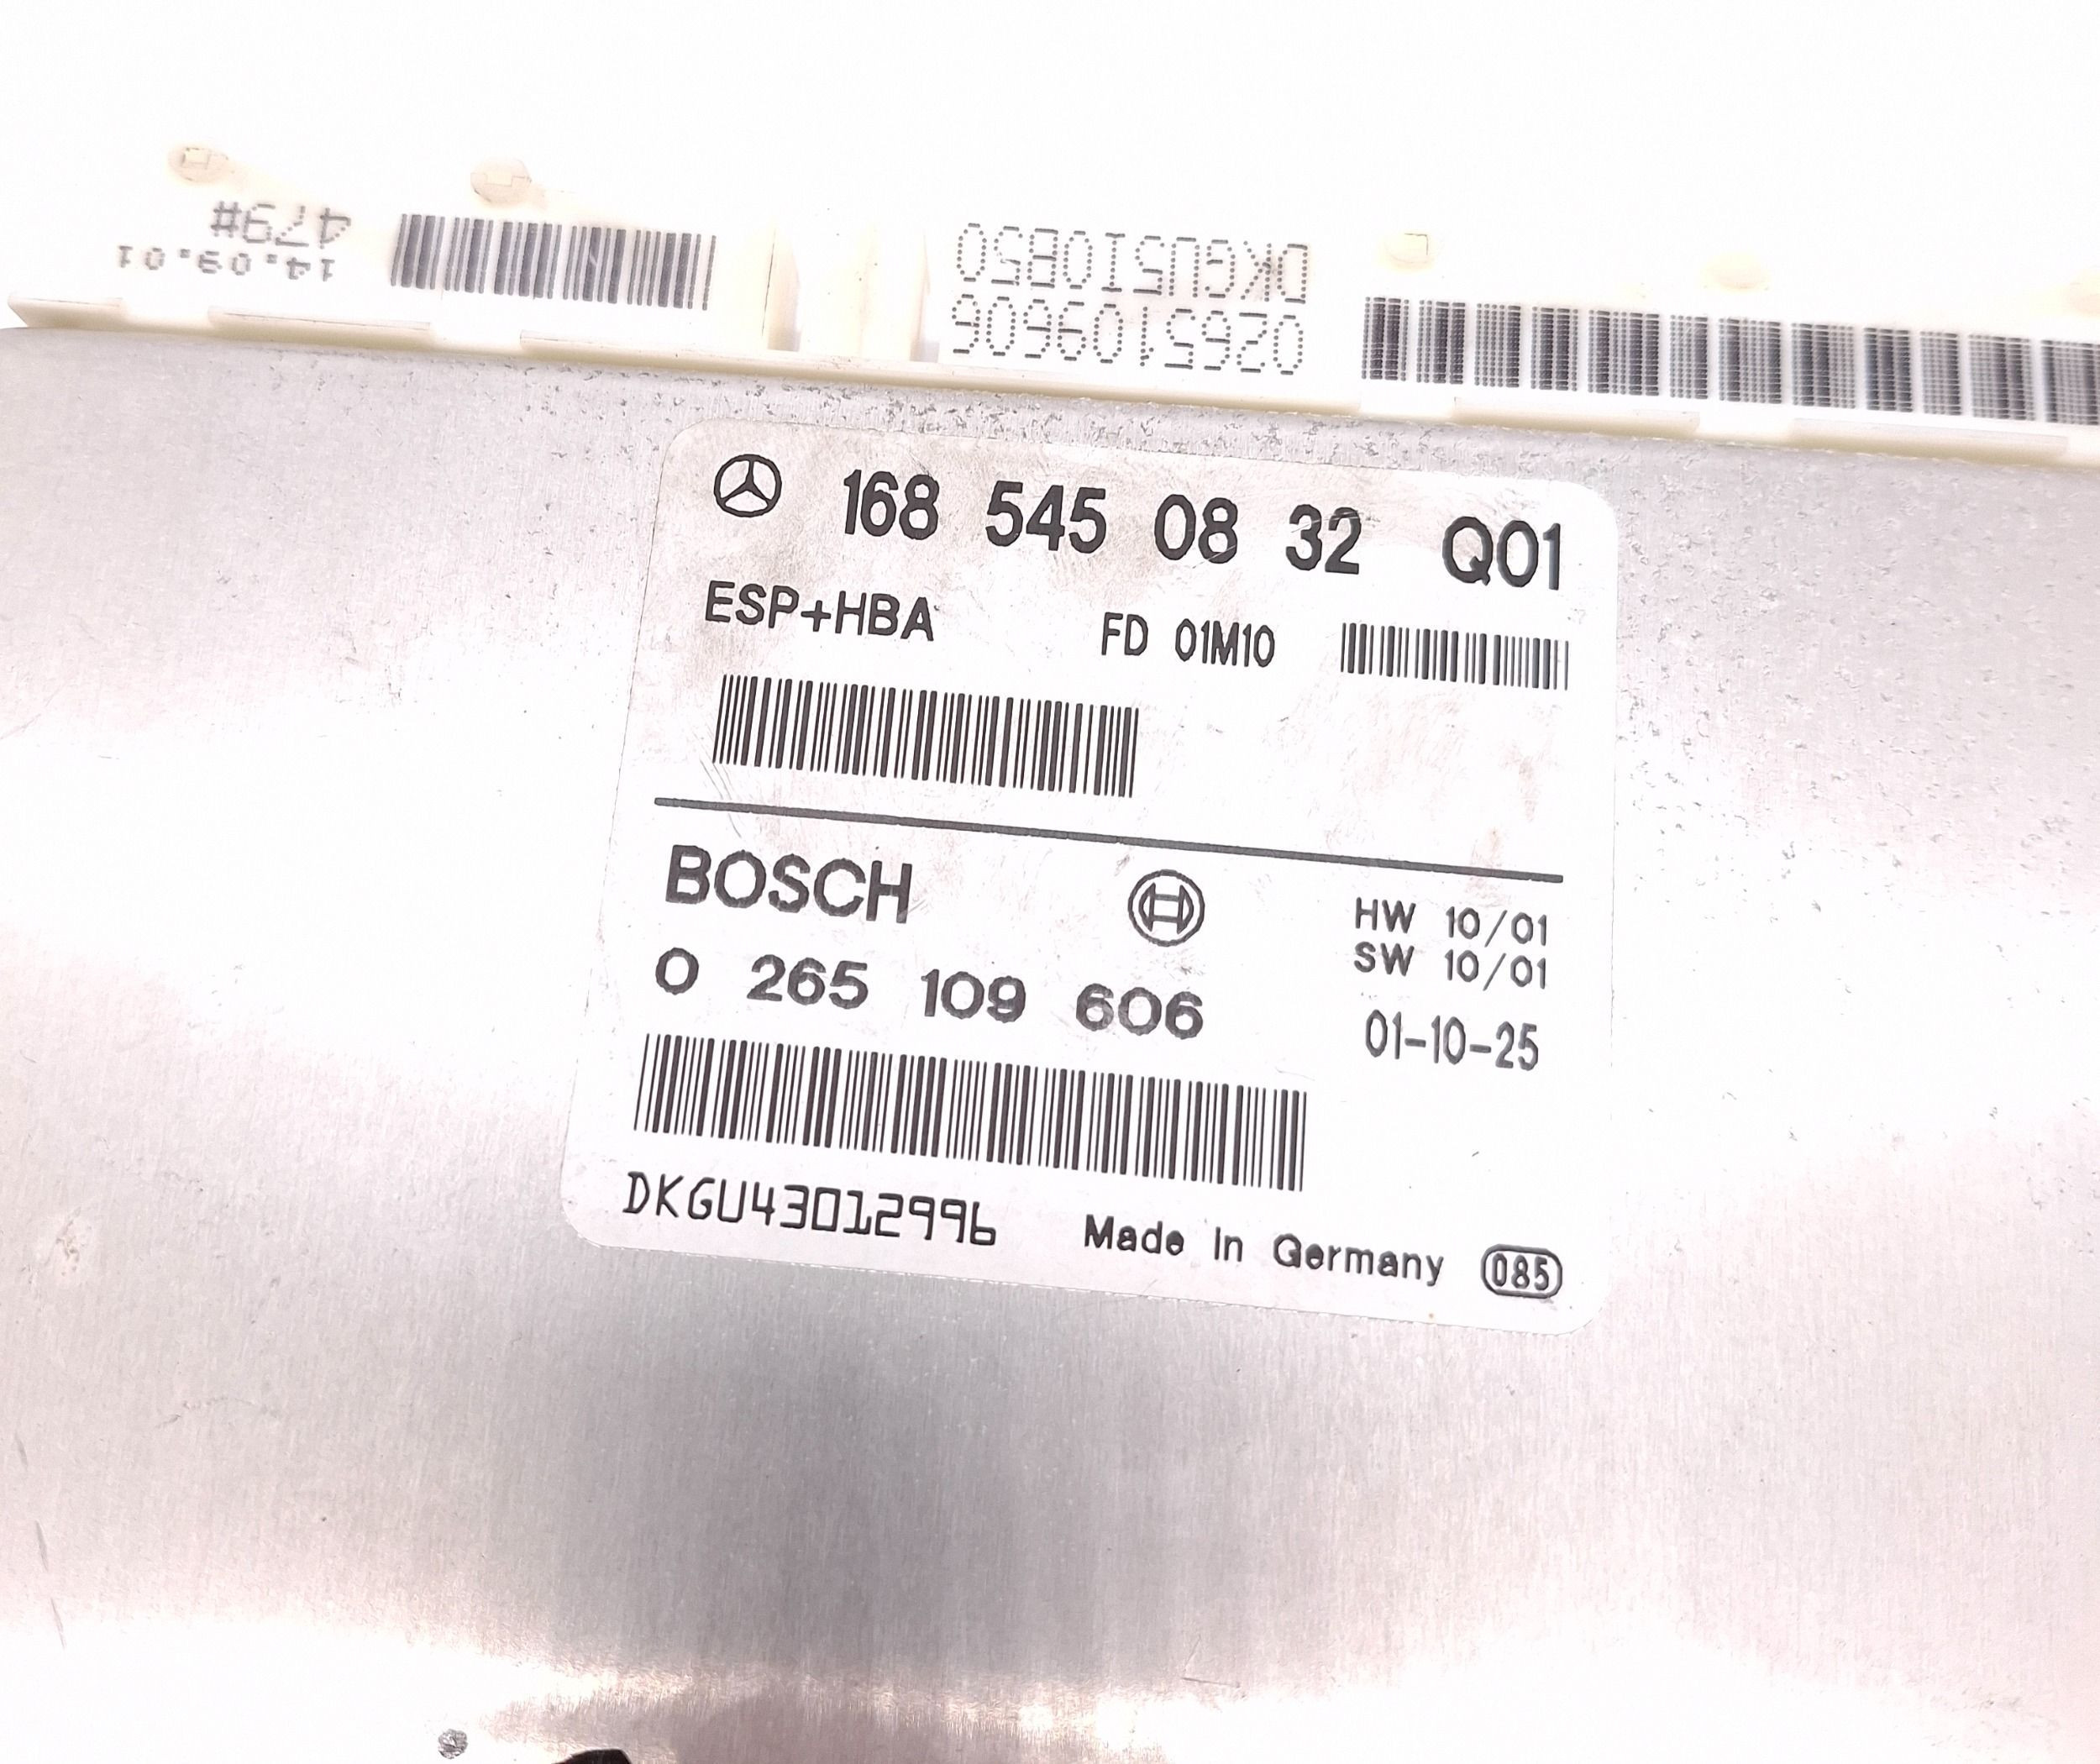 0265109606
DKGU510850
14.09.01
479#
168 545 08 32 Q01
ESP+HBA FD 01M10
BOSCH HW 10/01
SW 10/01
0 265 109 606 01-10-25
DKGU43012996 Made in Germany 085